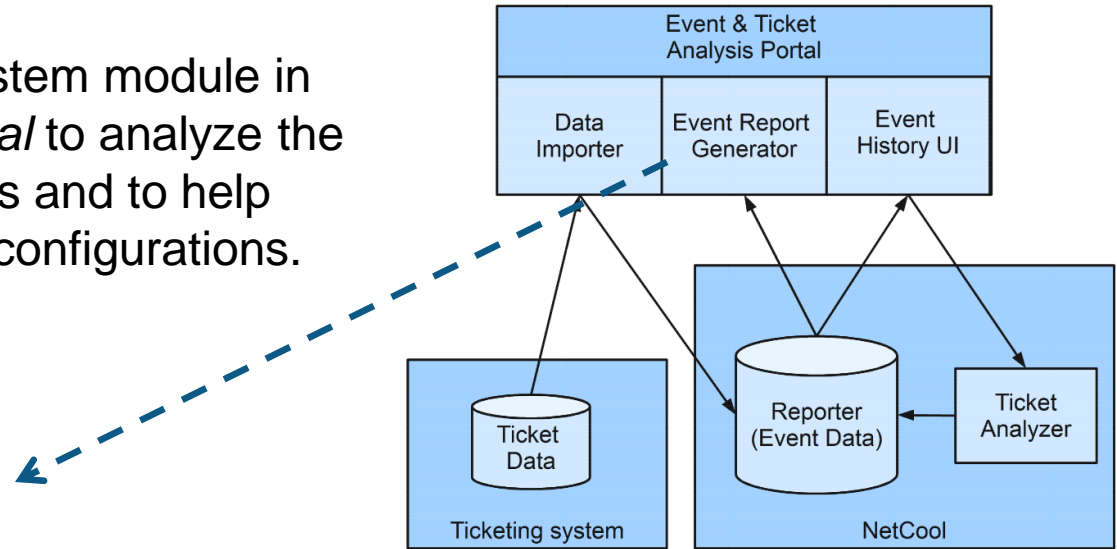 stem module in
al to analyze the
s and to help
configurations.
Event & Ticket
Analysis Portal
Data
Importer
Event Report
Generator
Event
History UI
Ticket
Data
Ticketing system
Reporter
(Event Data)
Ticket
Analyzer
NetCool